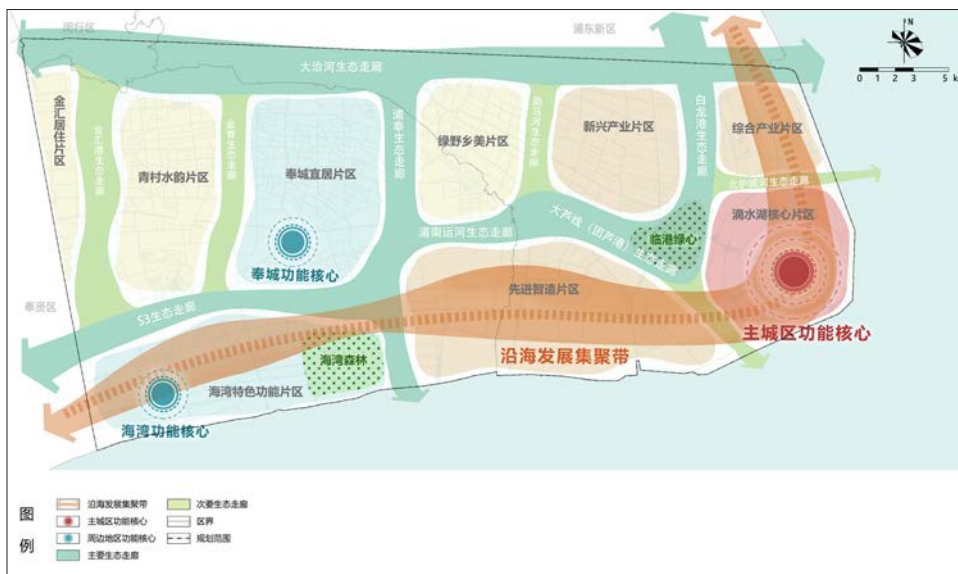 闵行区
浦东新区
N
0 1 2 3 5 k
大治河生态走廊
金汇居住片区
金汇港生态走廊
青村水韵片区
金青生态走廊
奉城宜居片区
浦奉生态走廊
绿野乡美片区
新兴产业片区
白龙港生态走廊
综合产业片区
滴水湖核心片区
浦南运河生态走廊
大芦线（团芦港）生态走廊
临港绿心
奉城功能核心
奉贤区
S3生态走廊
先进智造片区
主城区功能核心
沿海发展集聚带
海湾森林
海湾特色功能片区
海湾功能核心
图例
沿海发展集聚带
次要生态走廊
主城区功能核心
区界
周边地区功能核心
规划范围
主要生态走廊